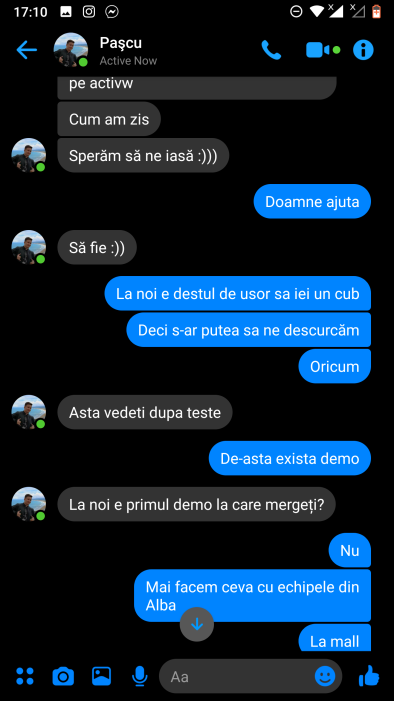 17:10
Paşcu
Active Now
pe activw
Cum am zis
Sperăm să ne iasă :)))
Doamne ajuta
Să fie :))
La noi e destul de usor sa iei un cub
Deci s-ar putea sa ne descurcăm
Oricum
Asta vedeti dupa teste
De-asta exista demo
La noi e primul demo la care mergeți?
Nu
Mai facem ceva cu echipele din
Alba
La mall
Aa